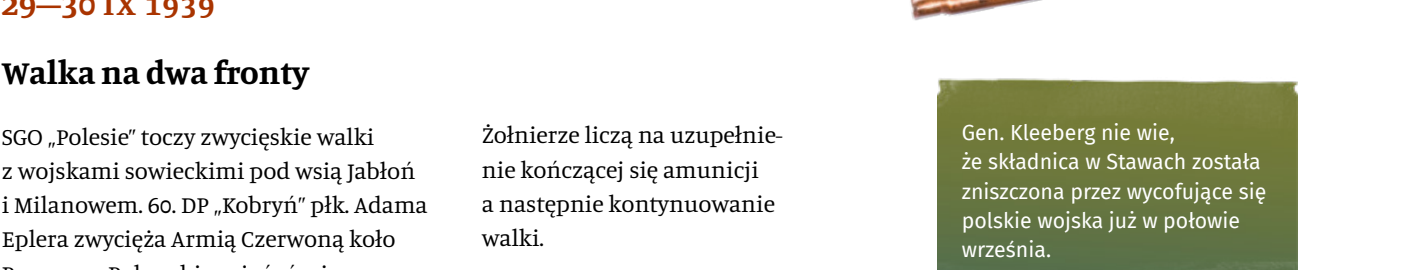 29—30 IX 1939
Walka na dwa fronty
SGO „Polesie” toczy zwycięskie walki
z wojskami sowieckimi pod wsią Jabłoń
i Milanowem. 60. DP „Kobryń” płk. Adama
Eplera zwycięża Armią Czerwoną koło
Żołnierze liczą na uzupełnie-
nie kończącej się amunicji
a następnie kontynuowanie
walki.
Gen. Kleeberg nie wie,
że składnica w Stawach została
zniszczona przez wycofujące się
polskie wojska już w połowie
września.